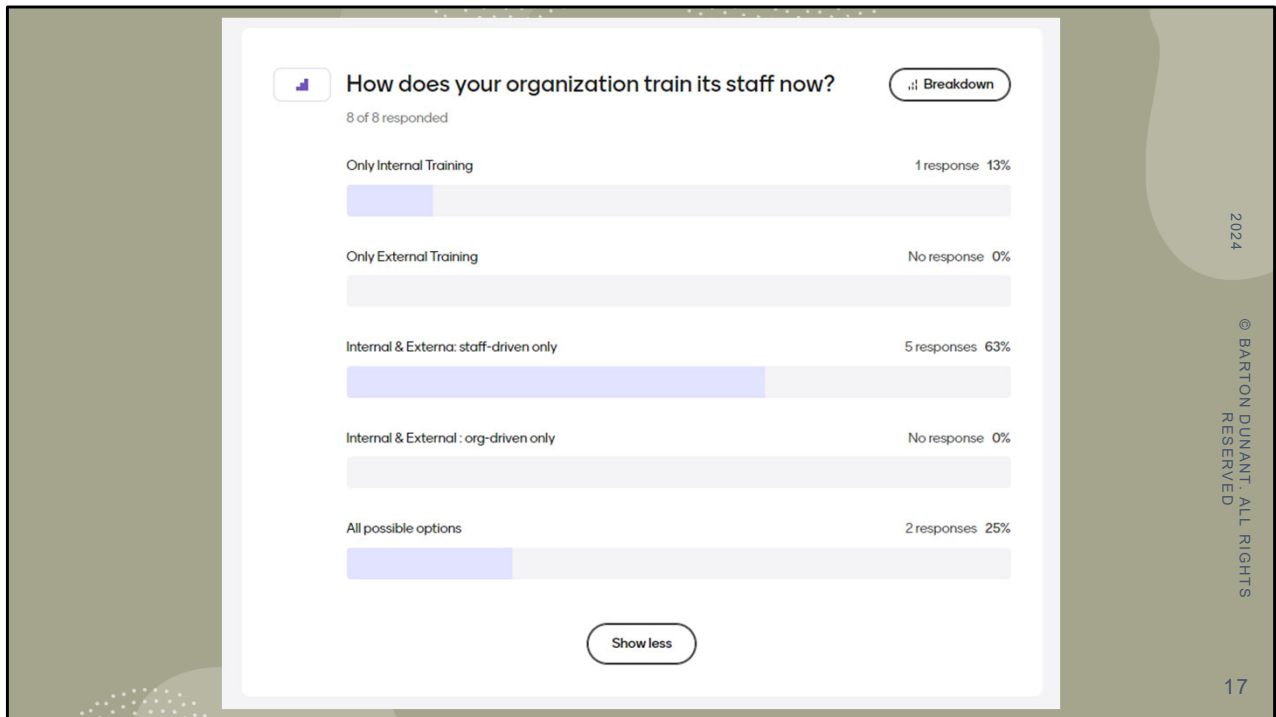 How does your organization train its staff now?
Breakdown
8 of 8 responded
Only Internal Training
1 response 13%
Only External Training
No response 0%
Internal & Externa: staff-driven only
5 responses 63%
Internal & External : org-driven only
No response 0%
All possible options
2 responses 25%
Show less
2024
© BARTON DUNANT. ALL RIGHTS
RESERVED
17